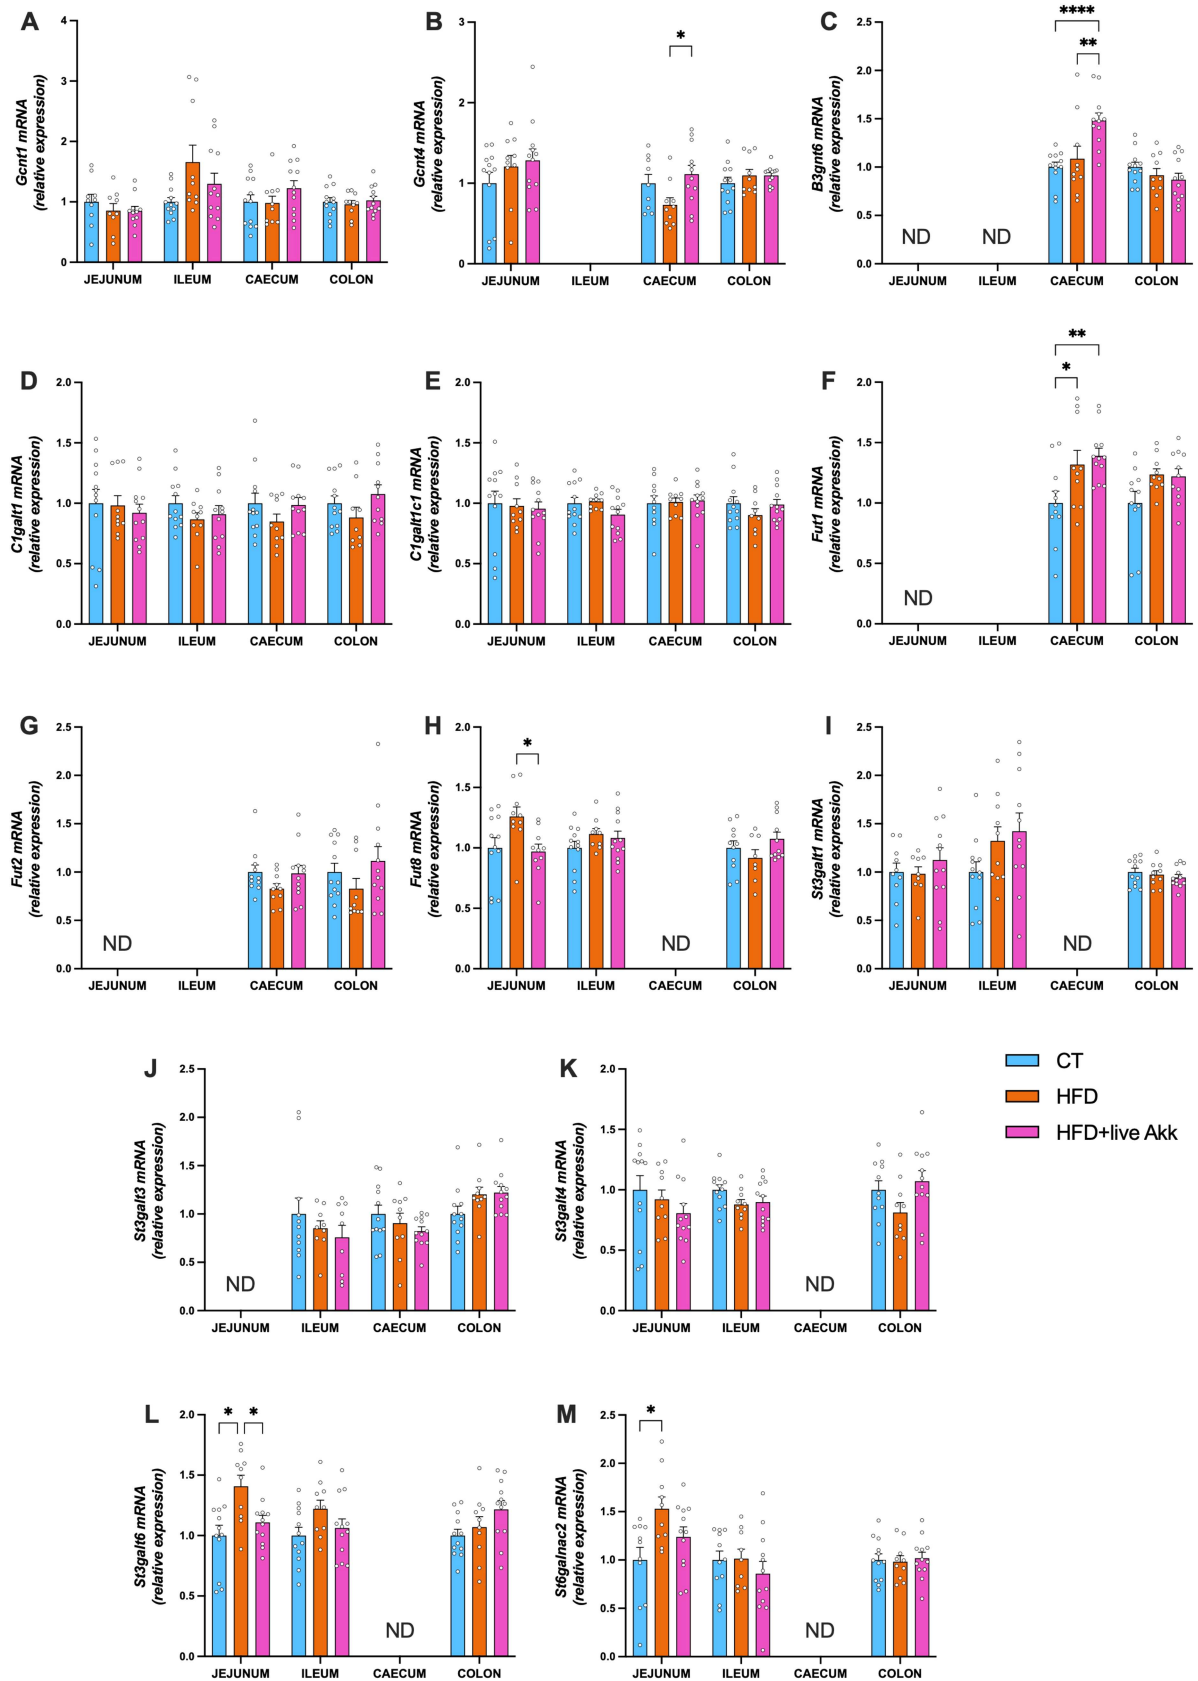 A
Gcnt1 mRNA
(relative expression)
4
3
2
1
0
JEJUNUM ILEUM CAECUM COLON
B
Gcnt4 mRNA
(relative expression)
3
2
1
0
*
JEJUNUM ILEUM CAECUM COLON
C
B3gnt6 mRNA
(relative expression)
2.5
2.0
1.5
1.0
0.5
0.0
****
**
ND ND
JEJUNUM ILEUM CAECUM COLON
D
C1galt1 mRNA
(relative expression)
2.0
1.5
1.0
0.5
0.0
JEJUNUM ILEUM CAECUM COLON
E
C1galt1c1 mRNA
(relative expression)
2.0
1.5
1.0
0.5
0.0
JEJUNUM ILEUM CAECUM COLON
F
Fut1 mRNA
(relative expression)
2.0
1.5
1.0
0.5
0.0
**
*
ND
JEJUNUM ILEUM CAECUM COLON
G
Fut2 mRNA
(relative expression)
2.5
2.0
1.5
1.0
0.5
0.0
ND
JEJUNUM ILEUM CAECUM COLON
H
Fut8 mRNA
(relative expression)
2.0
1.5
1.0
0.5
0.0
*
ND
JEJUNUM ILEUM CAECUM COLON
I
St3galt1 mRNA
(relative expression)
2.5
2.0
1.5
1.0
0.5
0.0
ND
JEJUNUM ILEUM CAECUM COLON
J
St3galt3 mRNA
(relative expression)
2.5
2.0
1.5
1.0
0.5
0.0
ND
JEJUNUM ILEUM CAECUM COLON
K
St3galt4 mRNA
(relative expression)
2.0
1.5
1.0
0.5
0.0
ND
JEJUNUM ILEUM CAECUM COLON
CT
HFD
HFD+live Akk
L
St3galt6 mRNA
(relative expression)
2.0
1.5
1.0
0.5
0.0
* *
ND
JEJUNUM ILEUM CAECUM COLON
M
St6galnac2 mRNA
(relative expression)
2.5
2.0
1.5
1.0
0.5
0.0
*
ND
JEJUNUM ILEUM CAECUM COLON